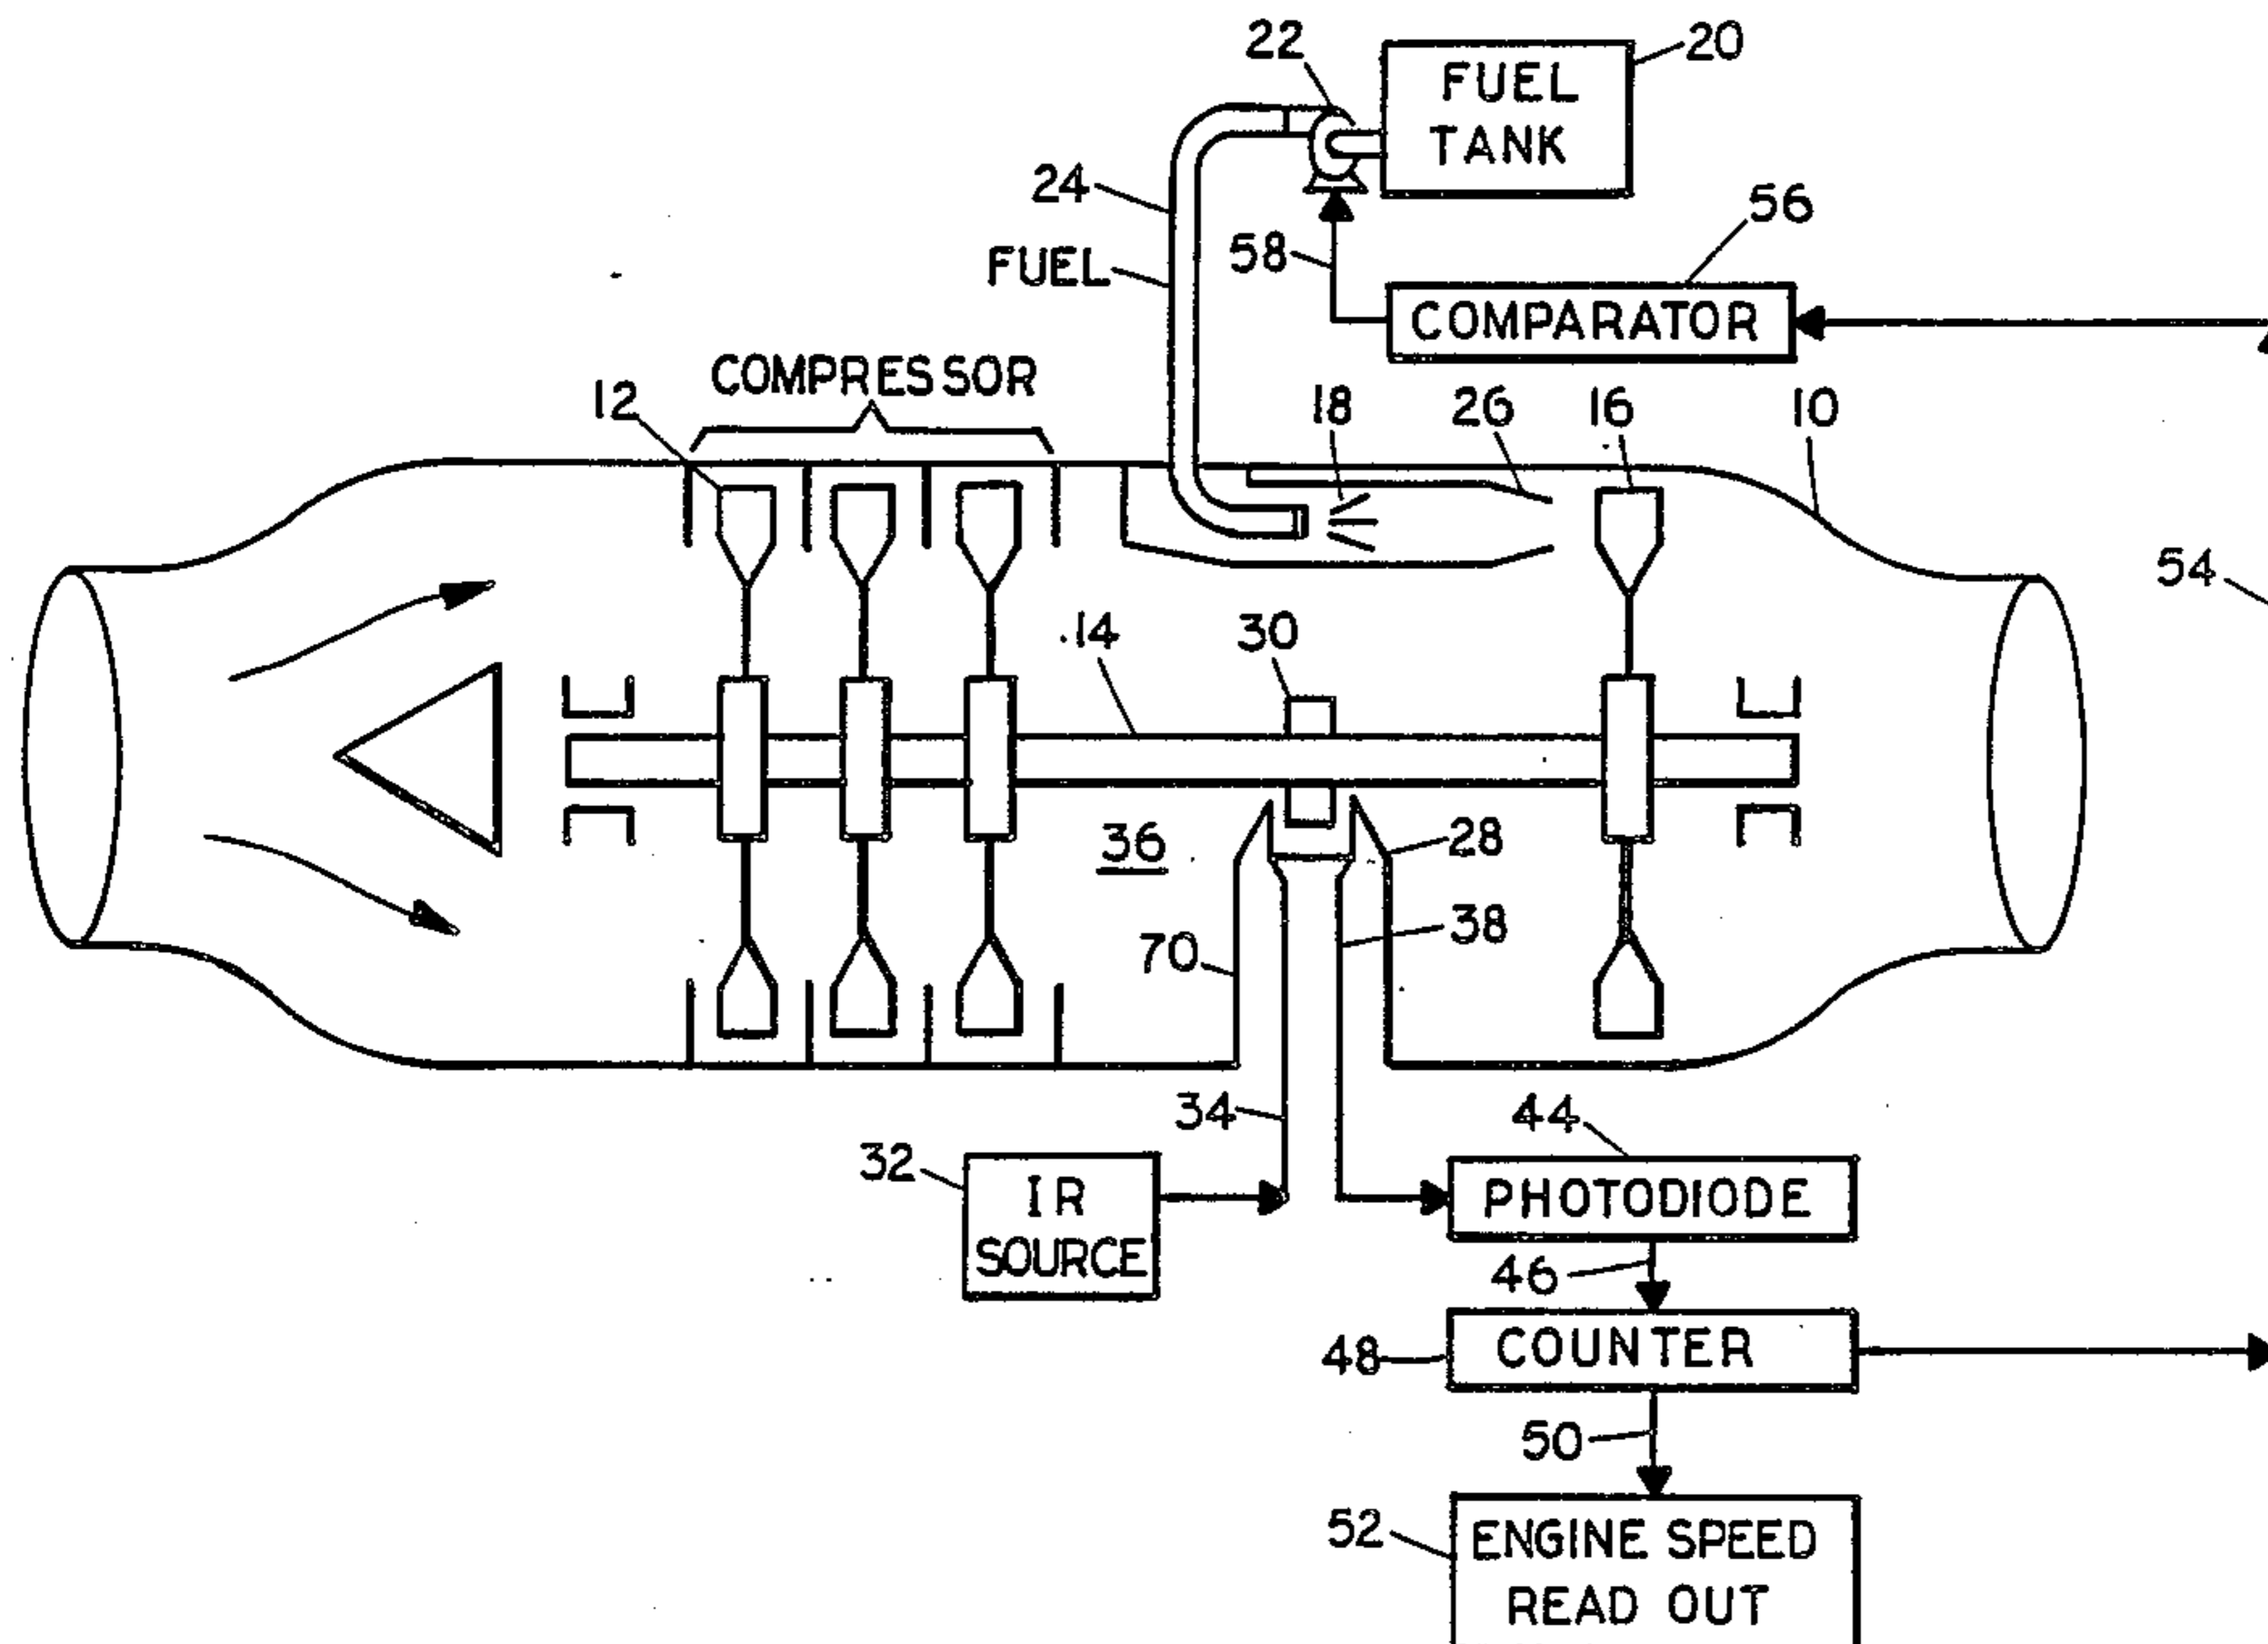 22
20
FUEL
TANK
24
58
56
FUEL
COMPARATOR
COMPRESSOR
12
18
26
16
10
54
14
30
36
28
38
70
34
44
32
IR
SOURCE
PHOTODIODE
46
48
COUNTER
50
52
ENGINE SPEED
READ OUT